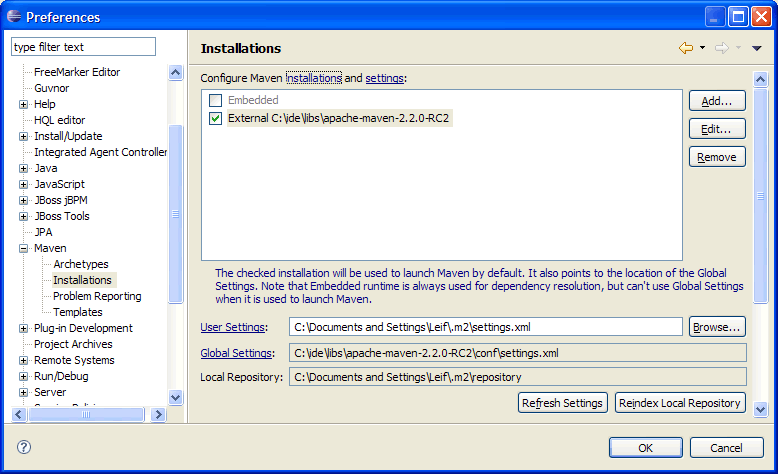 Preferences
type filter text
FreeMarker Editor
Guvnor
Help
HQL editor
Install/Update
Integrated Agent Controller
Java
JavaScript
JBoss jBPM
JBoss Tools
JPA
Maven
Archetypes
Installations
Problem Reporting
Templates
Plug-in Development
Project Archives
Remote Systems
Run/Debug
Server
Installations
Configure Maven Installations and settings:
Embedded
External C:\ide\libs\apache-maven-2.2.0-RC2
Add...
Edit...
Remove
The checked installation will be used to launch Maven by default. It also points to the location of the Global
Settings. Note that Embedded runtime is always used for dependency resolution, but can't use Global Settings
when it is used to launch Maven.
User Settings: C:\Documents and Settings\Leif\.m2\settings.xml Browse...
Global Settings: C:\ide\libs\apache-maven-2.2.0-RC2\conf\settings.xml
Local Repository: C:\Documents and Settings\Leif\.m2\repository
Refresh Settings Reindex Local Repository
? OK Cancel